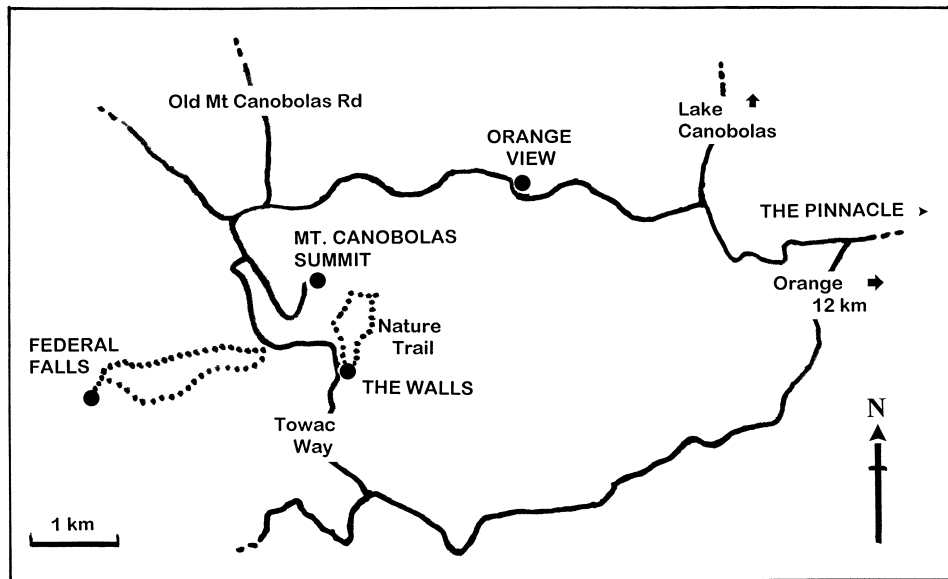 Old Mt Canobolas Rd
ORANGE
VIEW
Lake
Canobolas
THE PINNACLE
MT. CANOBOLAS
SUMMIT
Orange
12 km
Nature
Trail
FEDERAL
FALLS
THE WALLS
Towac
Way
N
1 km